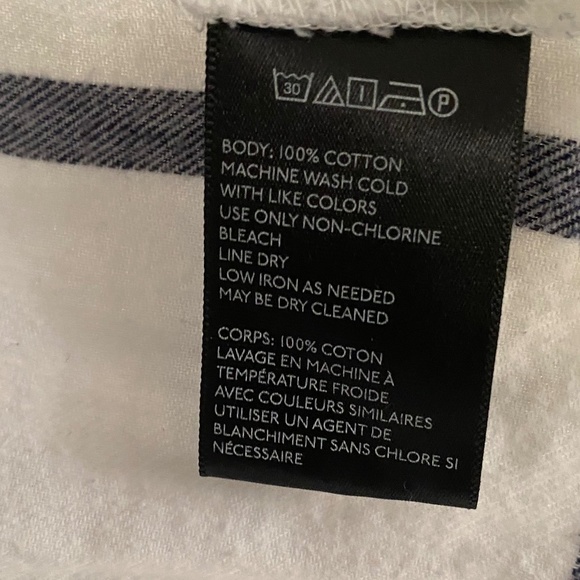 30 P
BODY: 100% COTTON
MACHINE WASH COLD
WITH LIKE COLORS
USE ONLY NON-CHLORINE
BLEACH
LINE DRY
LOW IRON AS NEEDED
MAY BE DRY CLEANED
CORPS: 100% COTON
LAVAGE EN MACHINE À
TEMPÉRATURE FROIDE
AVEC COULEURS SIMILAIRES
UTILISER UN AGENT DE
BLANCHIMENT SANS CHLORE SI
NÉCESSAIRE